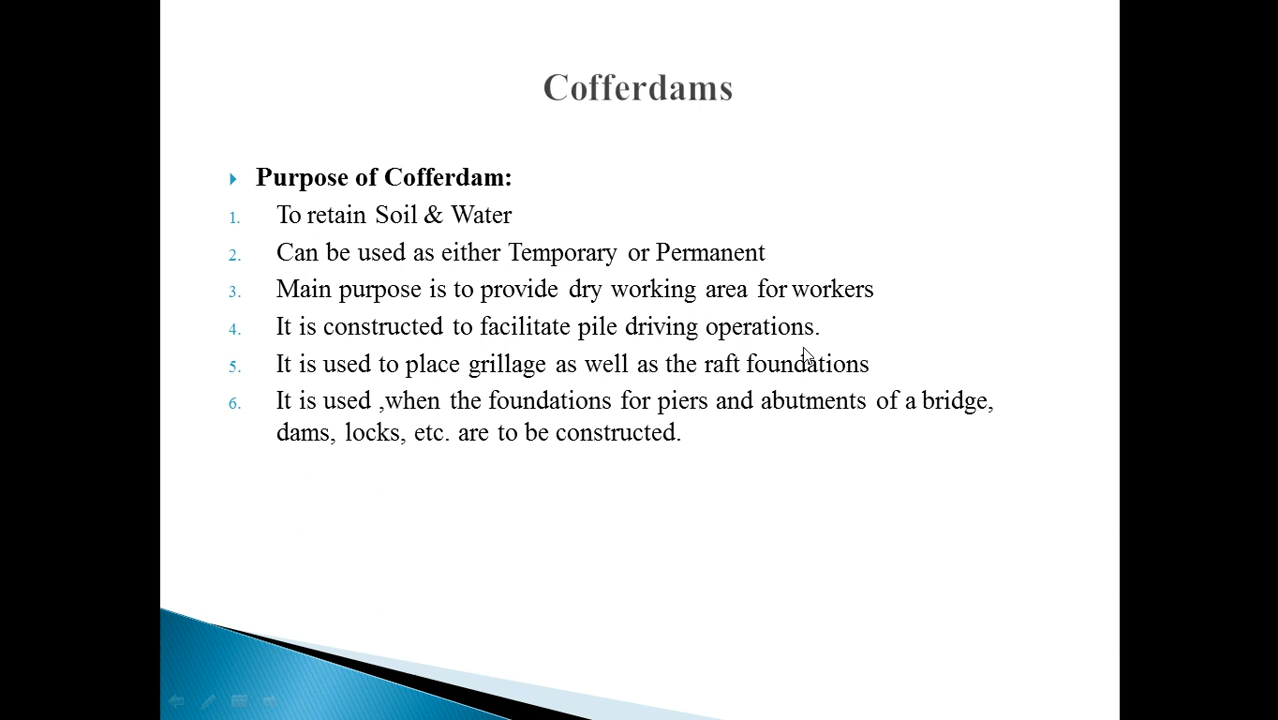 Cofferdams
Purpose of Cofferdam:
1. To retain Soil & Water
2. Can be used as either Temporary or Permanent
3. Main purpose is to provide dry working area for workers
4. It is constructed to facilitate pile driving operations.
5. It is used to place grillage as well as the raft foundations
6. It is used ,when the foundations for piers and abutments of a bridge,
dams, locks, etc. are to be constructed.